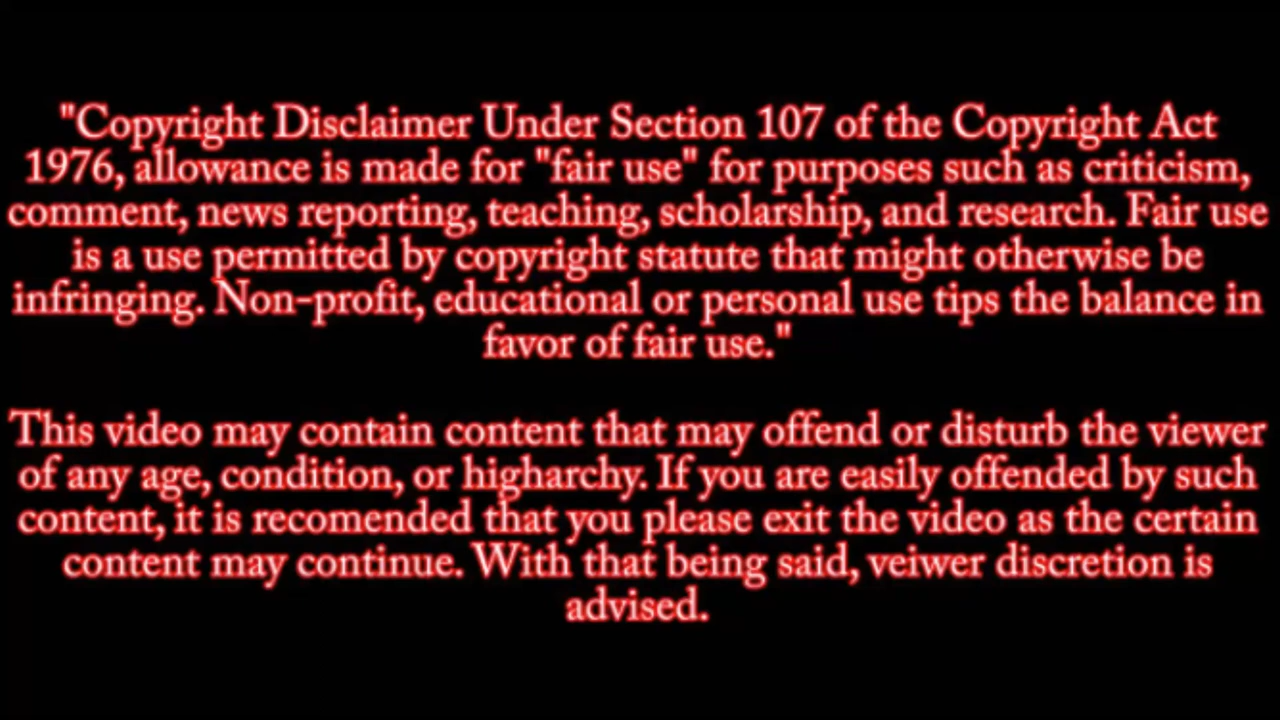 "Copyright Disclaimer Under Section 107 of the Copyright Act
1976, allowance is made for "fair use" for purposes such as criticism,
comment, news reporting, teaching, scholarship, and research. Fair use
is a use permitted by copyright statute that might otherwise be
infringing. Non-profit, educational or personal use tips the balance in
favor of fair use."
This video may contain content that may offend or disturb the viewer
of any age, condition, or higharchy. If you are easily offended by such
content, it is recomended that you please exit the video as the certain
content may continue. With that being said, veiwer discretion is
advised.